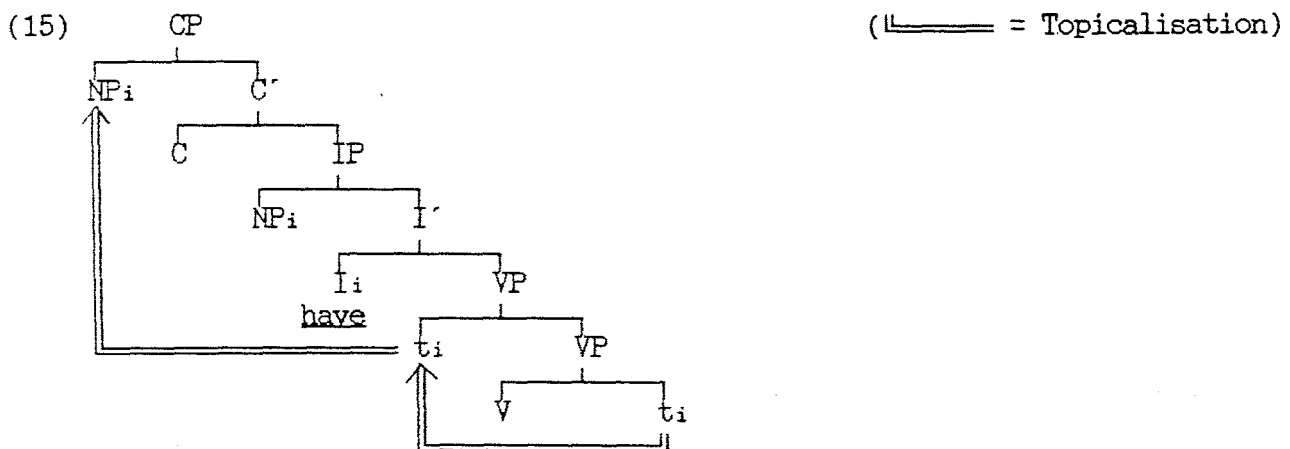 (15) CP (= Topicalisation)
NPi C´
C IP
NPi I´
Ii VP
have
ti VP
V ti